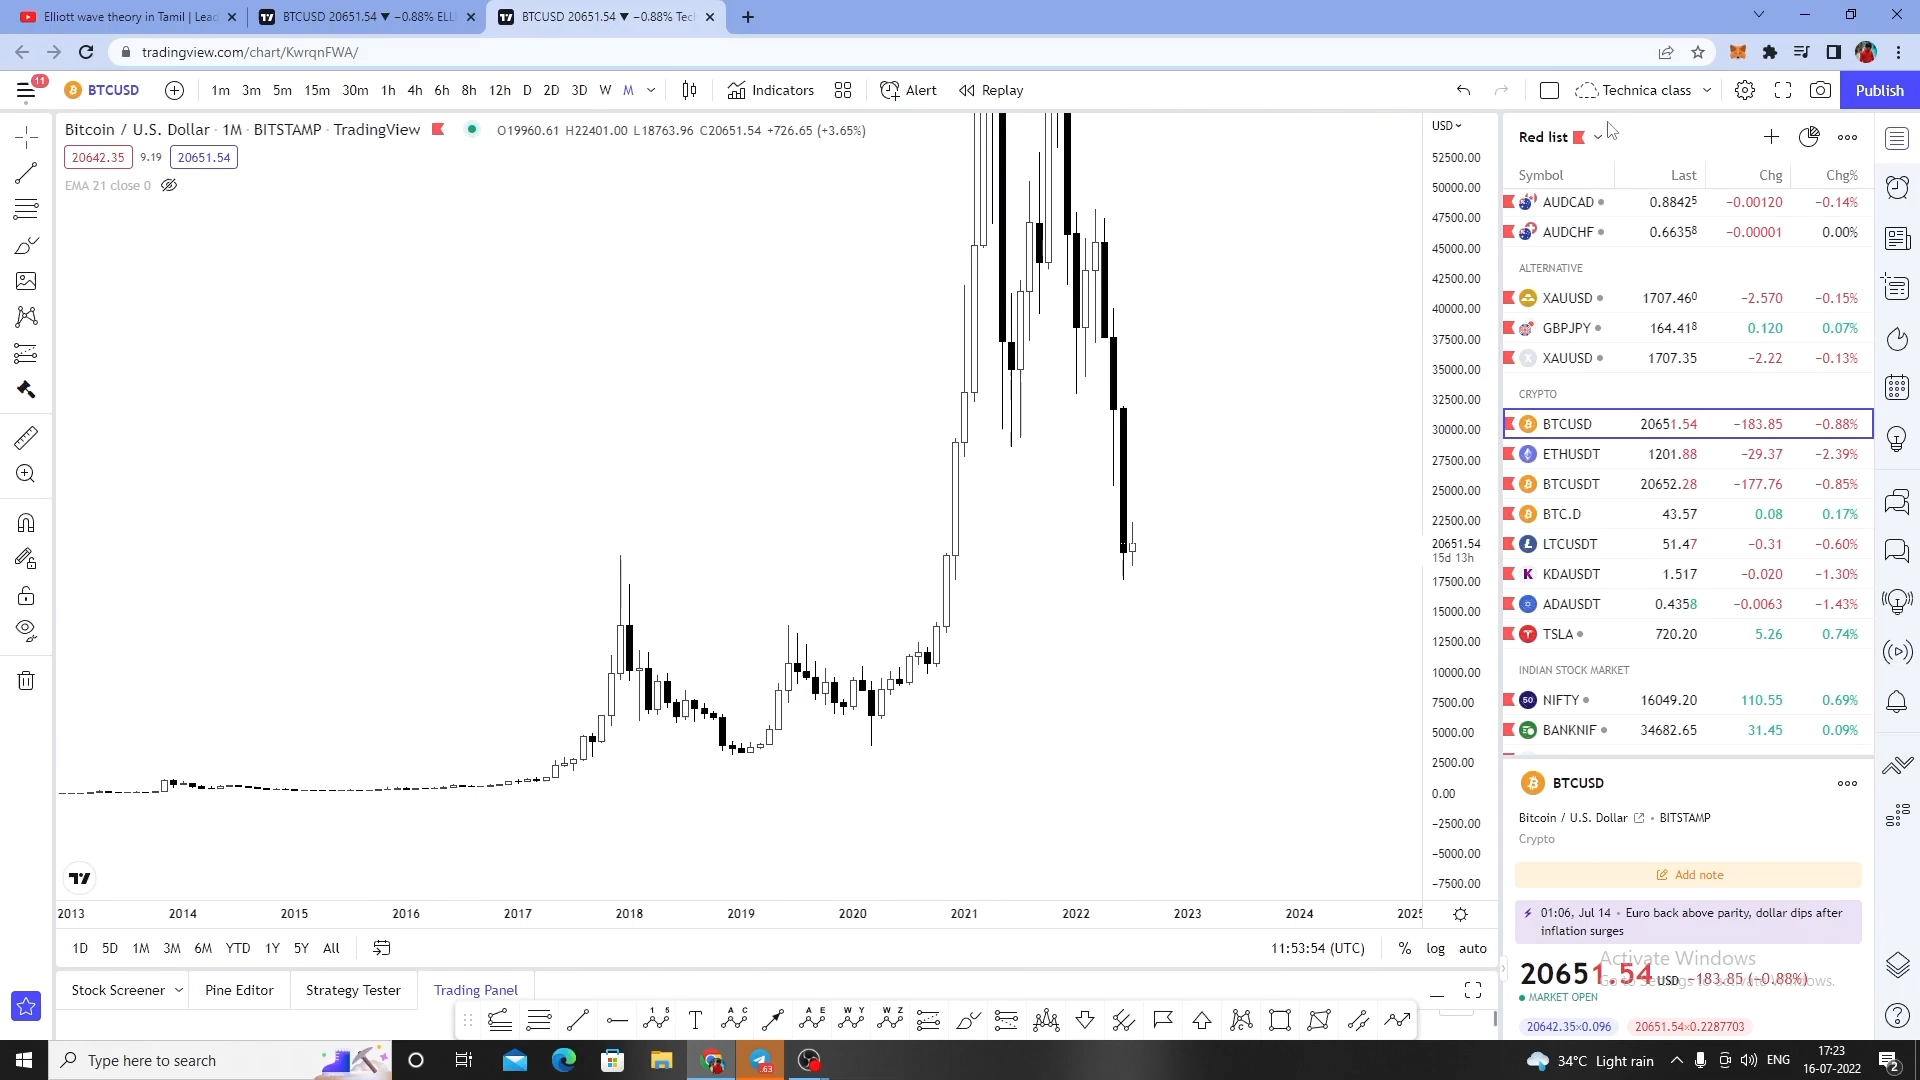 Elliott wave theory in Tamil | Lead
BTCUSD 20651.54 ▼ −0.88% ELL
BTCUSD 20651.54 ▼ −0.88% Tec
tradingview.com/chart/KwrqnFWA/
11
BTCUSD
1m 3m 5m 15m 30m 1h 4h 6h 8h 12h D 2D 3D W M
Indicators
Alert
Replay
Technica class
Publish
Bitcoin / U.S. Dollar · 1M · BITSTAMP · TradingView
O19960.61 H22401.00 L18763.96 C20651.54 +726.65 (+3.65%)
20642.35 9.19 20651.54
EMA 21 close 0
USD
52500.00
50000.00
47500.00
45000.00
42500.00
40000.00
37500.00
35000.00
32500.00
30000.00
27500.00
25000.00
22500.00
20651.54
15d 13h
17500.00
15000.00
12500.00
10000.00
7500.00
5000.00
2500.00
0.00
−2500.00
−5000.00
−7500.00
2013 2014 2015 2016 2017 2018 2019 2020 2021 2022 2023 2024 2025
1D 5D 1M 3M 6M YTD 1Y 5Y All
11:53:54 (UTC) % log auto
Stock Screener
Pine Editor
Strategy Tester
Trading Panel
Red list
Symbol Last Chg Chg%
AUDCAD 0.88425 −0.00120 −0.14%
AUDCHF 0.66358 −0.00001 0.00%
ALTERNATIVE
XAUUSD 1707.460 −2.570 −0.15%
GBPJPY 164.418 0.120 0.07%
XAUUSD 1707.35 −2.22 −0.13%
CRYPTO
BTCUSD 20651.54 −183.85 −0.88%
ETHUSDT 1201.88 −29.37 −2.39%
BTCUSDT 20652.28 −177.76 −0.85%
BTC.D 43.57 0.08 0.17%
LTCUSDT 51.47 −0.31 −0.60%
KDAUSDT 1.517 −0.020 −1.30%
ADAUSDT 0.4358 −0.0063 −1.43%
TSLA 720.20 5.26 0.74%
INDIAN STOCK MARKET
NIFTY 16049.20 110.55 0.69%
BANKNIF 34682.65 31.45 0.09%
BTCUSD
Bitcoin / U.S. Dollar • BITSTAMP
Crypto
Add note
01:06, Jul 14 • Euro back above parity, dollar dips after
inflation surges
Activate Windows
Go to Settings to activate Windows.
20651.54 USD −183.85 (−0.88%)
MARKET OPEN
20642.35×0.096 20651.54×0.2287703
Type here to search
63
34°C Light rain
ENG
17:23
16-07-2022
2